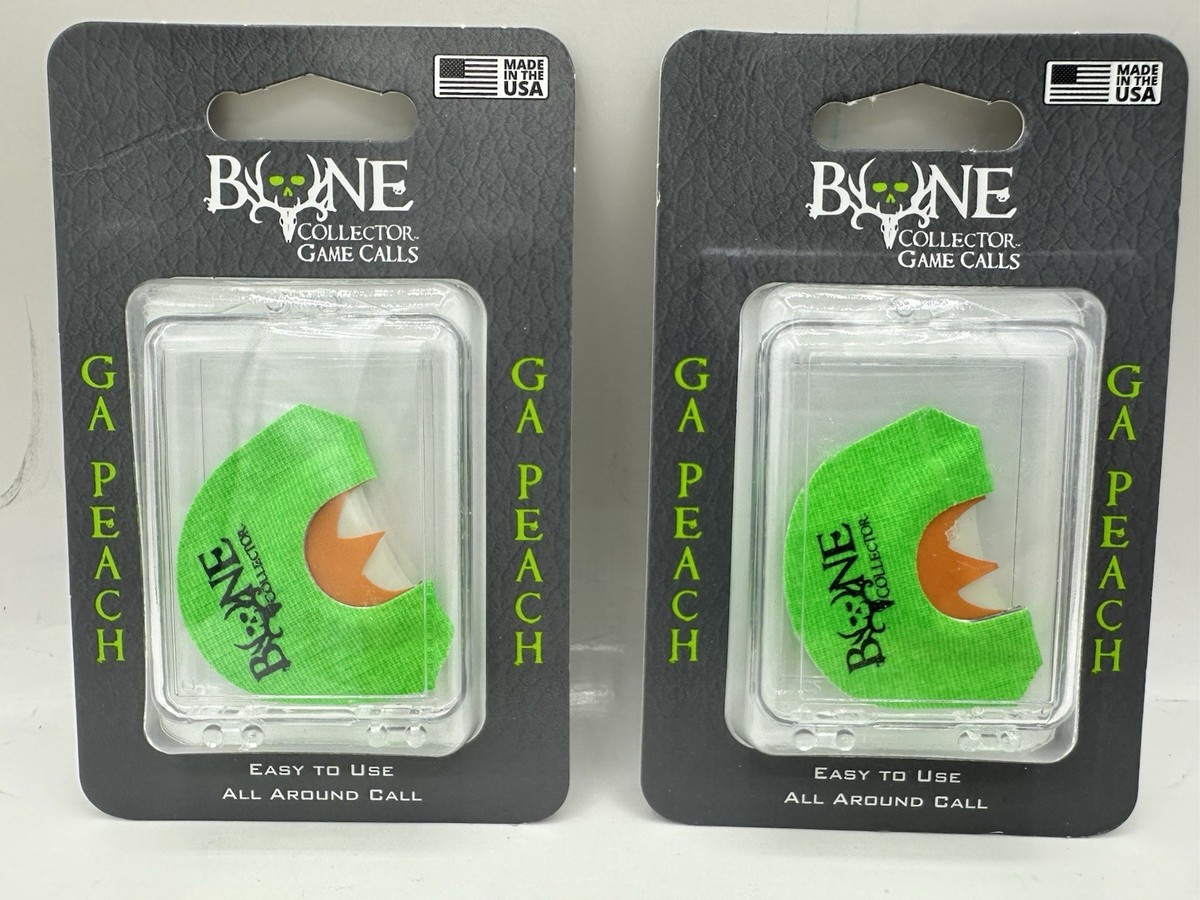 MADE
IN THE
USA
BONE
COLLECTOR™
GAME CALLS
GA PEACH
GA PEACH
BONE
COLLECTOR
EASY TO USE
ALL AROUND CALL
MADE
IN THE
USA
BONE
COLLECTOR™
GAME CALLS
GA PEACH
GA PEACH
BONE
COLLECTOR
EASY TO USE
ALL AROUND CALL